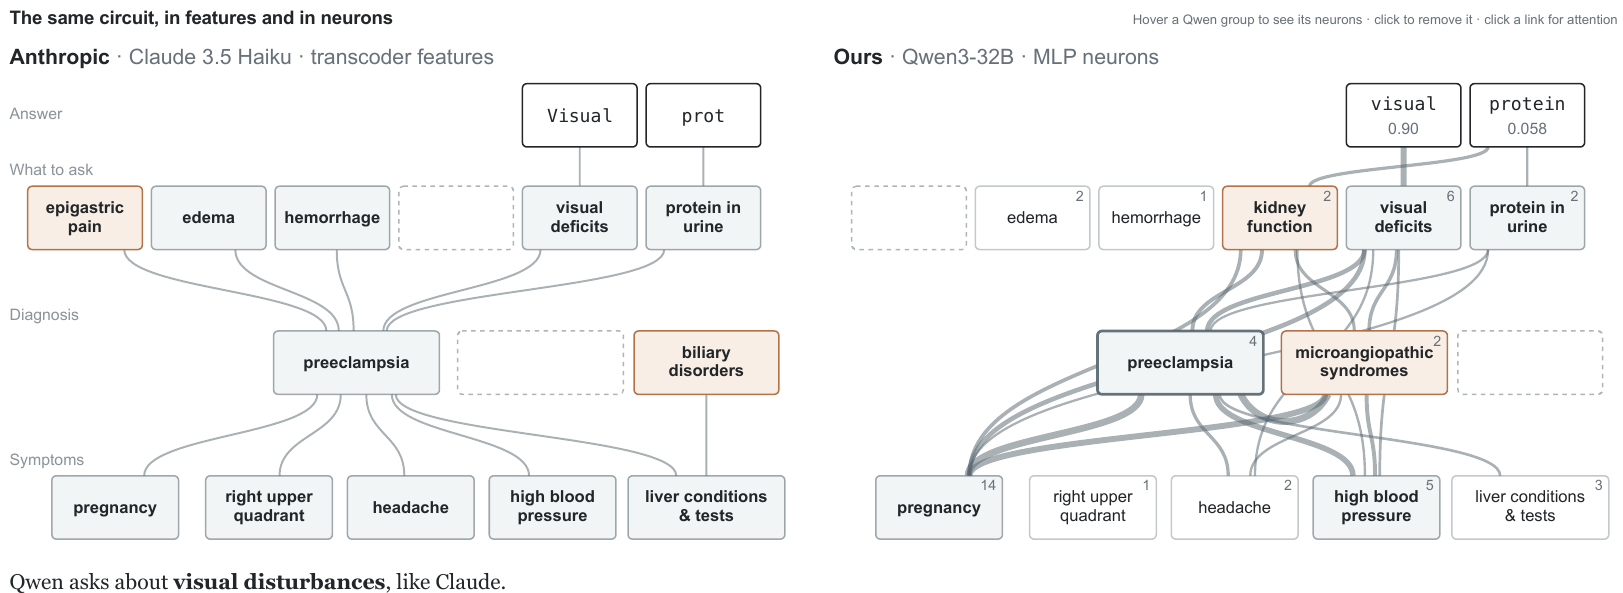 The same circuit, in features and in neurons
Hover a Qwen group to see its neurons · click to remove it · click a link for attention
Anthropic · Claude 3.5 Haiku · transcoder features
Ours · Qwen3-32B · MLP neurons
Answer
Visual
prot
visual
0.90
protein
0.058
What to ask
epigastric
pain
edema
hemorrhage
visual
deficits
protein in
urine
edema
2
hemorrhage
1
kidney
function
2
visual
deficits
6
protein in
urine
2
Diagnosis
preeclampsia
biliary
disorders
preeclampsia
4
microangiopathic
syndromes
2
Symptoms
pregnancy
right upper
quadrant
headache
high blood
pressure
liver conditions
& tests
pregnancy
14
right upper
quadrant
1
headache
2
high blood
pressure
5
liver conditions
& tests
3
Qwen asks about visual disturbances, like Claude.